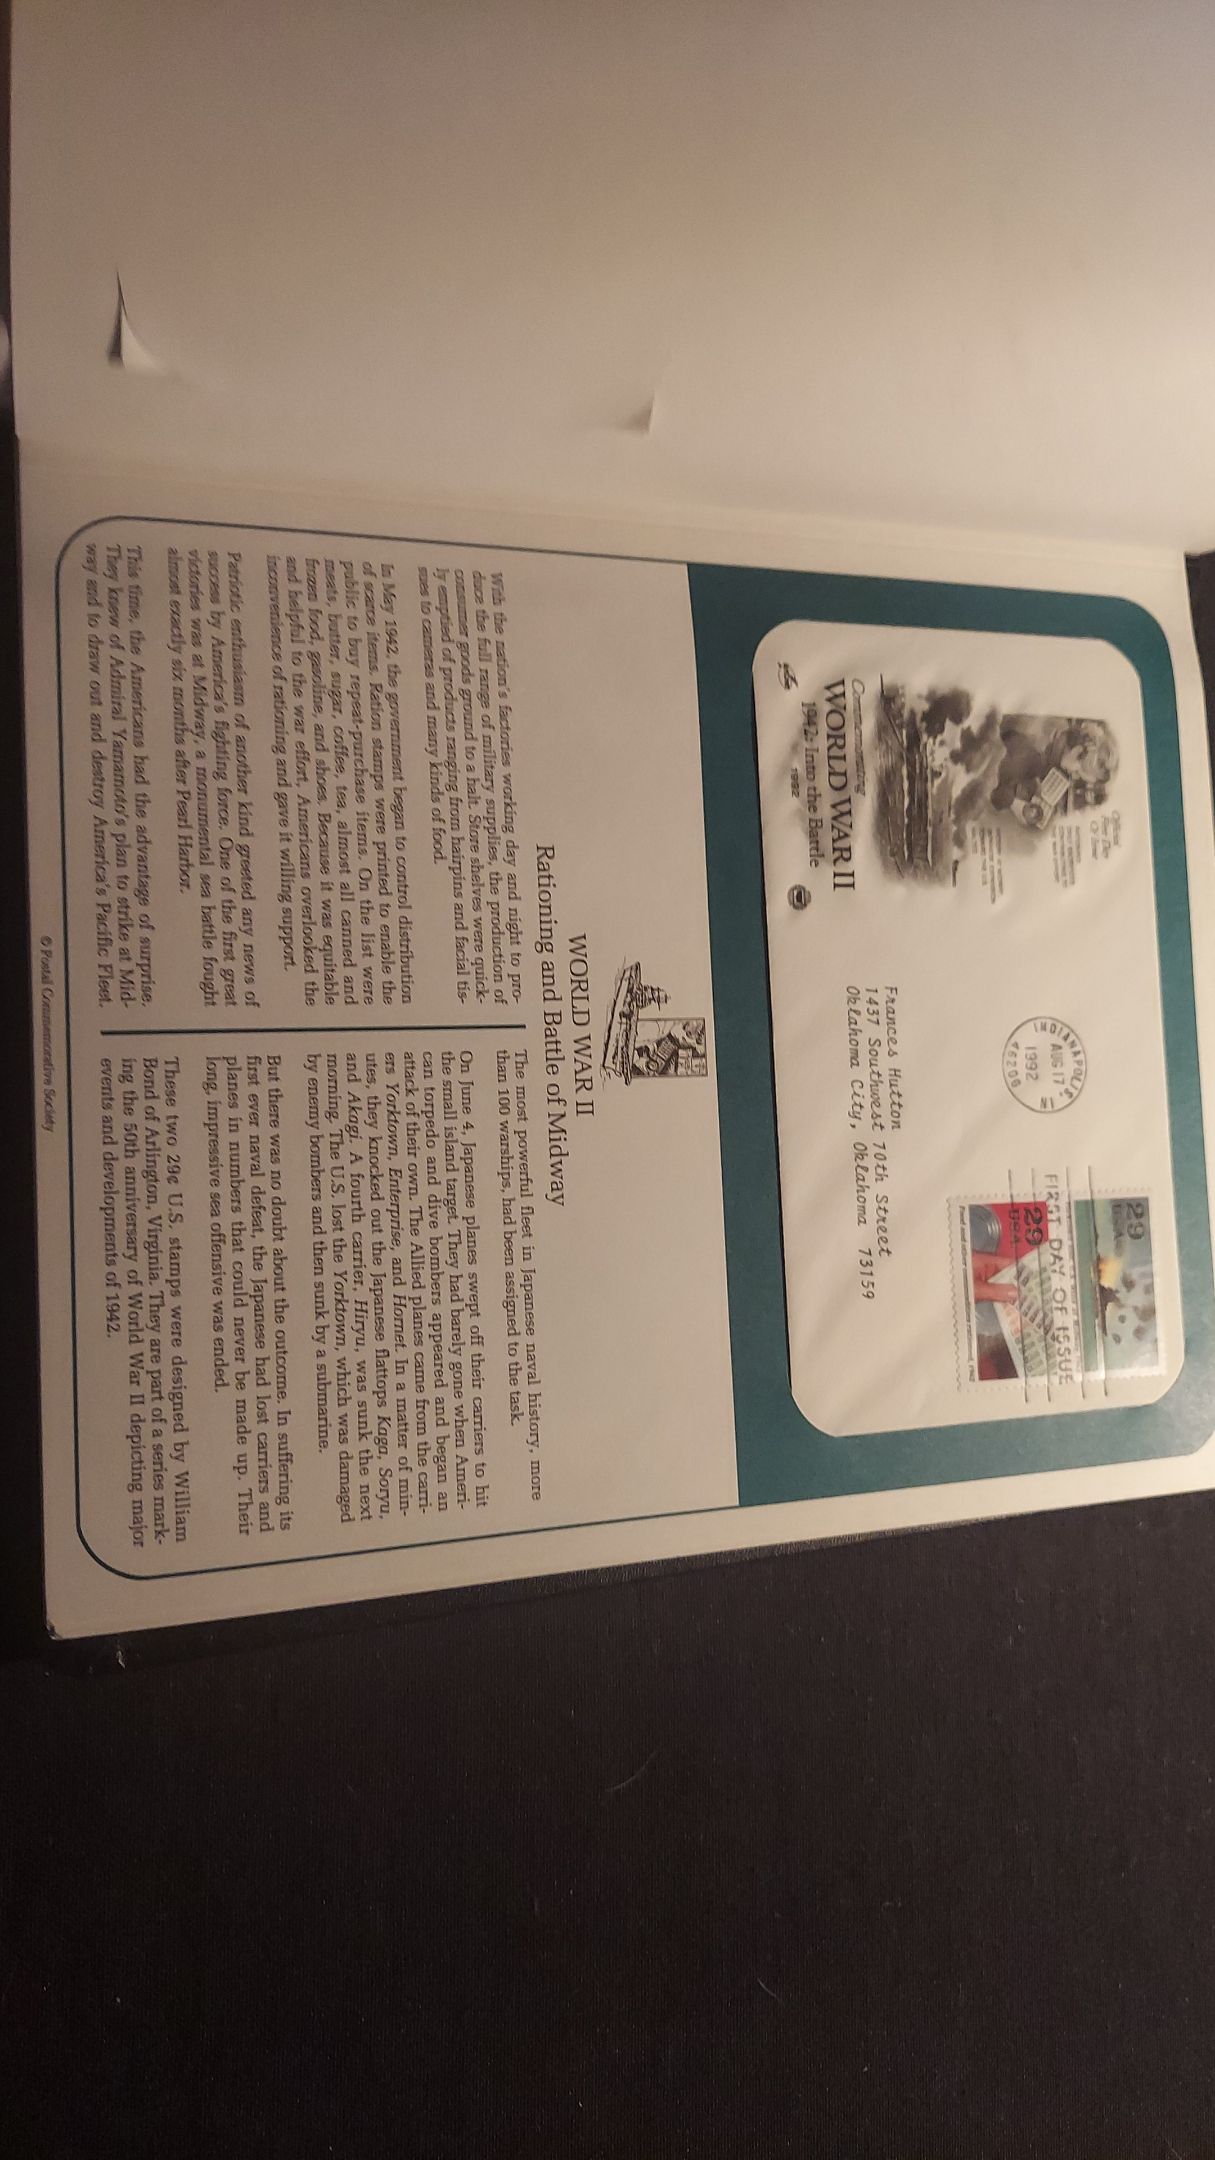 Official
First Day
Cover
Commemorating
WORLD WAR II
1942: Into the Battle
1992
INDIANAPOLIS, IN
AUG 17
1992
46206
29
USA
FIRST DAY OF ISSUE
29
USA
Food and other commodities rationed, 1942
Frances Hutton
1437 Southwest 70th Street
Oklahoma City, Oklahoma 73159
WORLD WAR II
Rationing and Battle of Midway
With the nation's factories working day and night to pro-
duce the full range of military supplies, the production of
consumer goods ground to a halt. Store shelves were quick-
ly emptied of products ranging from hairpins and facial tis-
sues to cameras and many kinds of food.
In May 1942, the government began to control distribution
of scarce items. Ration stamps were printed to enable the
public to buy repeat-purchase items. On the list were
meats, butter, sugar, coffee, tea, almost all canned and
frozen food, gasoline, and shoes. Because it was equitable
and helpful to the war effort, Americans overlooked the
inconvenience of rationing and gave it willing support.
Patriotic enthusiasm of another kind greeted any news of
success by America's fighting force. One of the first great
victories was at Midway, a monumental sea battle fought
almost exactly six months after Pearl Harbor.
This time, the Americans had the advantage of surprise.
They knew of Admiral Yamamoto's plan to strike at Mid-
way and to draw out and destroy America's Pacific Fleet.
The most powerful fleet in Japanese naval history, more
than 100 warships, had been assigned to the task.
On June 4, Japanese planes swept off their carriers to hit
the small island target. They had barely gone when Ameri-
can torpedo and dive bombers appeared and began an
attack of their own. The Allied planes came from the carri-
ers Yorktown, Enterprise, and Hornet. In a matter of min-
utes, they knocked out the Japanese flattops Kaga, Soryu,
and Akagi. A fourth carrier, Hiryu, was sunk the next
morning. The U.S. lost the Yorktown, which was damaged
by enemy bombers and then sunk by a submarine.
But there was no doubt about the outcome. In suffering its
first ever naval defeat, the Japanese had lost carriers and
planes in numbers that could never be made up. Their
long, impressive sea offensive was ended.
These two 29¢ U.S. stamps were designed by William
Bond of Arlington, Virginia. They are part of a series mark-
ing the 50th anniversary of World War II depicting major
events and developments of 1942.
© Postal Commemorative Society